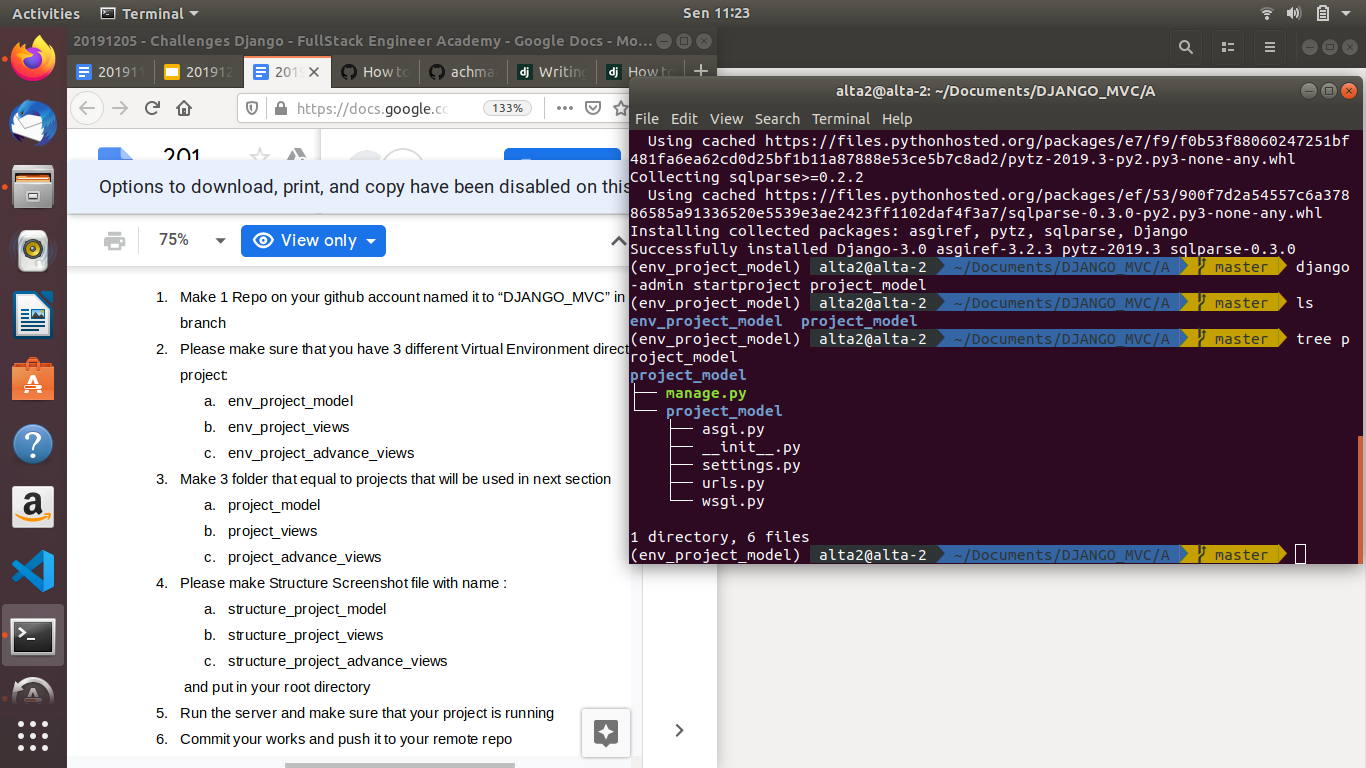 Activities
Terminal
Sen 11:23
20191205 - Challenges Django - FullStack Engineer Academy - Google Docs - Mo...
201911
201912
2019
How to
achma
Writing
How to
https://docs.google.co
133%
201
Options to download, print, and copy have been disabled on this
75%
View only
1. Make 1 Repo on your github account named it to “DJANGO_MVC” in
branch
2. Please make sure that you have 3 different Virtual Environment direct
project:
a. env_project_model
b. env_project_views
c. env_project_advance_views
3. Make 3 folder that equal to projects that will be used in next section
a. project_model
b. project_views
c. project_advance_views
4. Please make Structure Screenshot file with name :
a. structure_project_model
b. structure_project_views
c. structure_project_advance_views
and put in your root directory
5. Run the server and make sure that your project is running
6. Commit your works and push it to your remote repo
alta2@alta-2: ~/Documents/DJANGO_MVC/A
File Edit View Search Terminal Help
Using cached https://files.pythonhosted.org/packages/e7/f9/f0b53f88060247251bf
481fa6ea62cd0d25bf1b11a87888e53ce5b7c8ad2/pytz-2019.3-py2.py3-none-any.whl
Collecting sqlparse>=0.2.2
Using cached https://files.pythonhosted.org/packages/ef/53/900f7d2a54557c6a378
86585a91336520e5539e3ae2423ff1102daf4f3a7/sqlparse-0.3.0-py2.py3-none-any.whl
Installing collected packages: asgiref, pytz, sqlparse, Django
Successfully installed Django-3.0 asgiref-3.2.3 pytz-2019.3 sqlparse-0.3.0
(env_project_model) alta2@alta-2 ~/Documents/DJANGO_MVC/A master django
-admin startproject project_model
(env_project_model) alta2@alta-2 ~/Documents/DJANGO_MVC/A master ls
env_project_model project_model
(env_project_model) alta2@alta-2 ~/Documents/DJANGO_MVC/A master tree p
roject_model
project_model
├── manage.py
└── project_model
├── asgi.py
├── __init__.py
├── settings.py
├── urls.py
└── wsgi.py
1 directory, 6 files
(env_project_model) alta2@alta-2 ~/Documents/DJANGO_MVC/A master